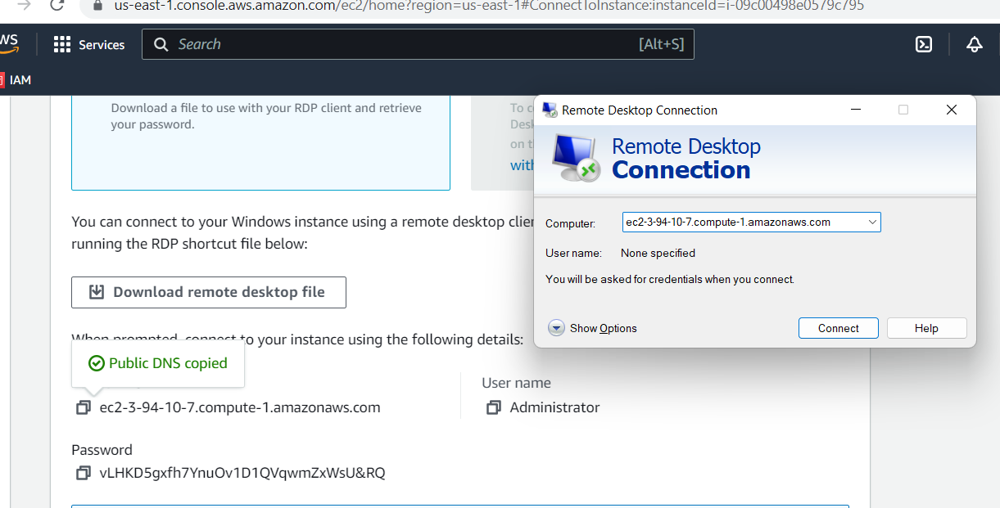 us-east-1.console.aws.amazon.com/ec2/home?region=us-east-1#ConnectToInstance:instanceId=i-09c00498e0579c795
Services
Search
[Alt+S]
IAM
Download a file to use with your RDP client and retrieve
your password.
on t
with
You can connect to your Windows instance using a remote desktop clien
running the RDP shortcut file below:
Download remote desktop file
When prompted, connect to your instance using the following details:
Public DNS copied
ec2-3-94-10-7.compute-1.amazonaws.com
User name
Administrator
Password
vLHKD5gxfh7YnuOv1D1QVqwmZxWsU&RQ
Remote Desktop Connection
Remote Desktop
Connection
Computer:
ec2-3-94-10-7.compute-1.amazonaws.com
User name:
None specified
You will be asked for credentials when you connect.
Show Options
Connect
Help